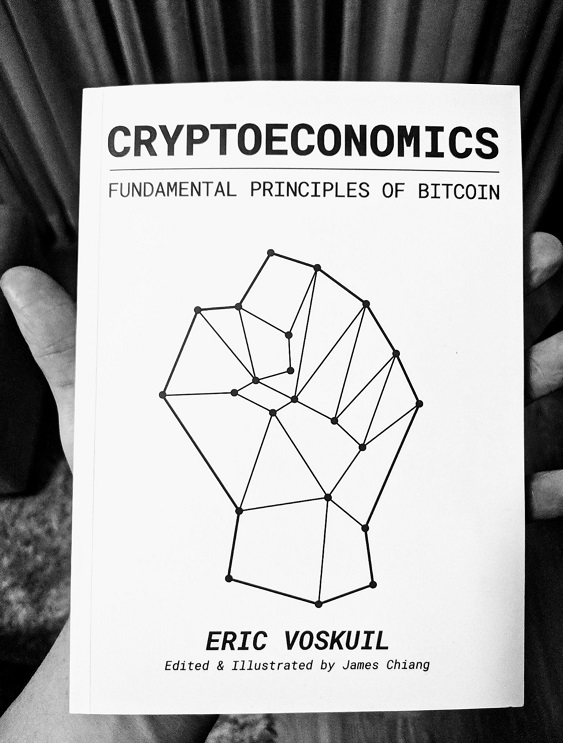 CRYPTOECONOMICS
FUNDAMENTAL PRINCIPLES OF BITCOIN
ERIC VOSKUIL
Edited & Illustrated by James Chiang